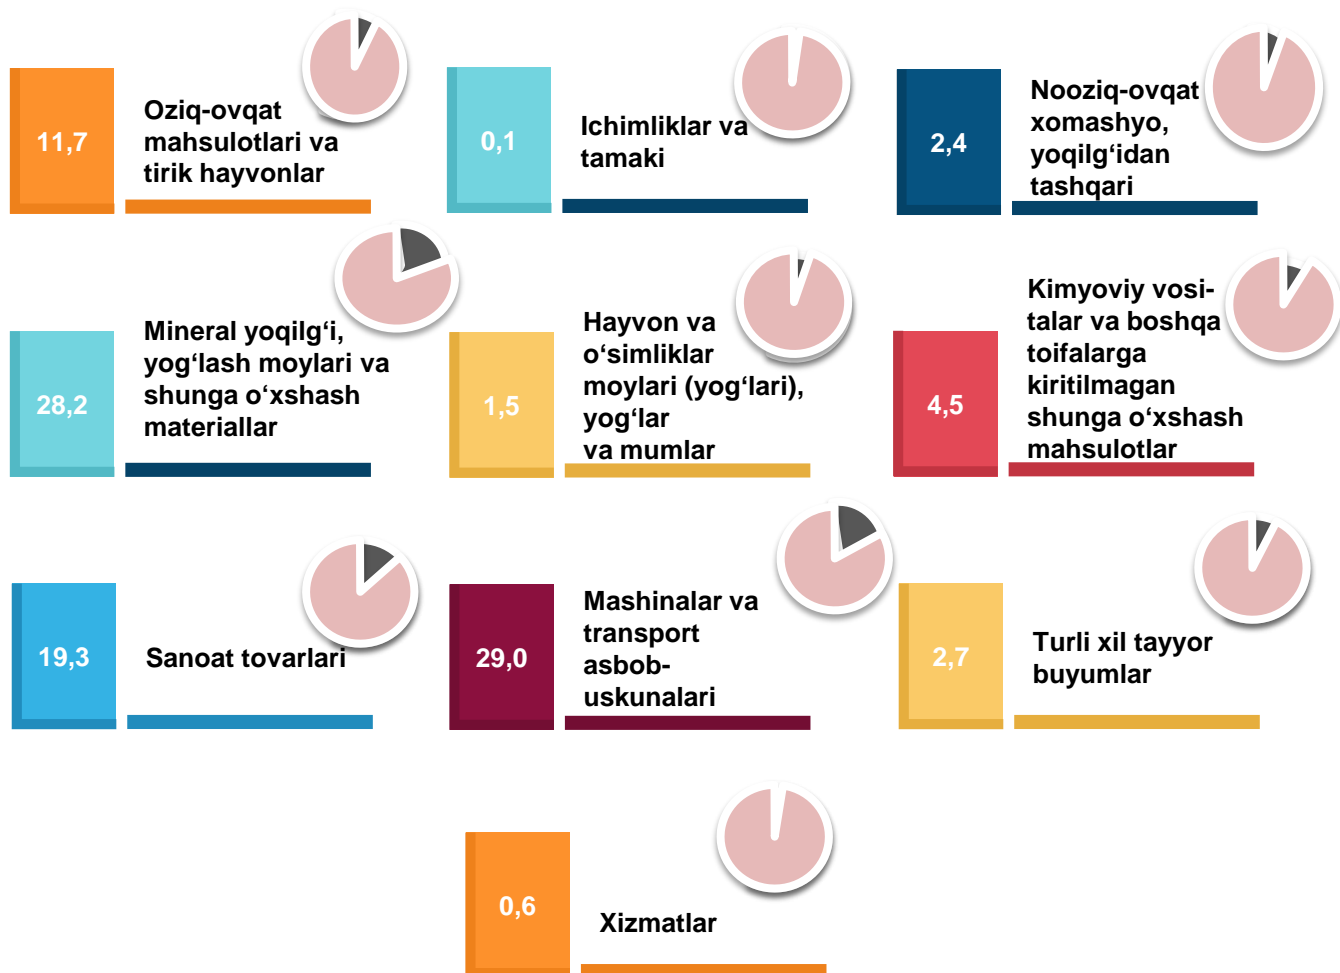 11,7
Oziq-ovqat
mahsulotlari va
tirik hayvonlar
0,1
Ichimliklar va
tamaki
2,4
Nooziq-ovqat
xomashyo,
yoqilg‘idan
tashqari
28,2
Mineral yoqilg‘i,
yog‘lash moylari va
shunga o‘xshash
materiallar
1,5
Hayvon va
o‘simliklar
moylari (yog‘lari),
yog‘lar
va mumlar
4,5
Kimyoviy vosi-
talar va boshqa
toifalarga
kiritilmagan
shunga o‘xshash
mahsulotlar
19,3
Sanoat tovarlari
29,0
Mashinalar va
transport
asbob-
uskunalari
2,7
Turli xil tayyor
buyumlar
0,6
Xizmatlar